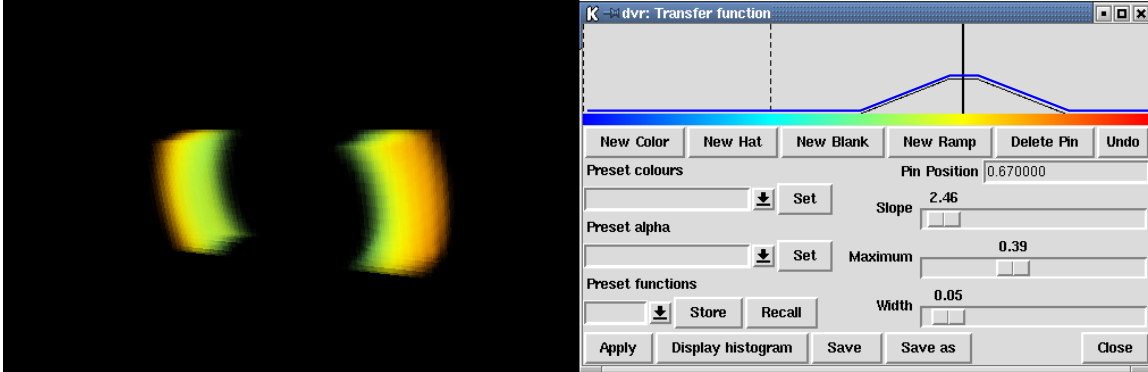 dvr: Transfer function
New Color New Hat New Blank New Ramp Delete Pin Undo
Preset colours Pin Position 0.670000
Set Slope 2.46
Preset alpha
Set Maximum 0.39
Preset functions
Store Recall Width 0.05
Apply Display histogram Save Save as Close